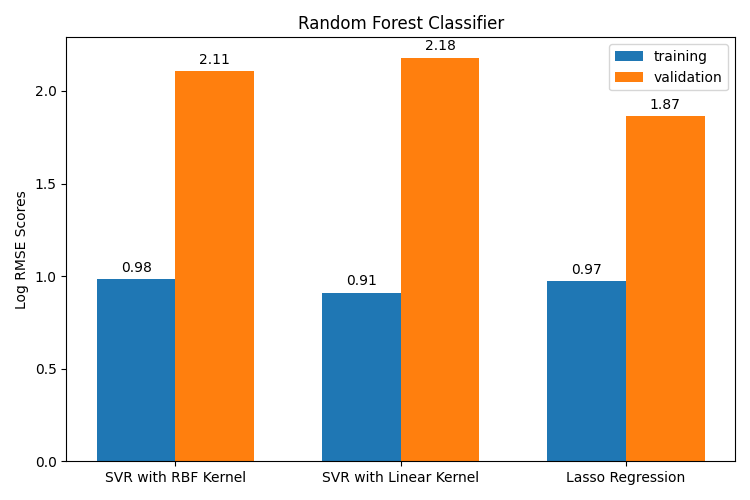 Random Forest Classifier
training
validation
Log RMSE Scores
2.0
1.5
1.0
0.5
0.0
0.98
2.11
0.91
2.18
0.97
1.87
SVR with RBF Kernel
SVR with Linear Kernel
Lasso Regression